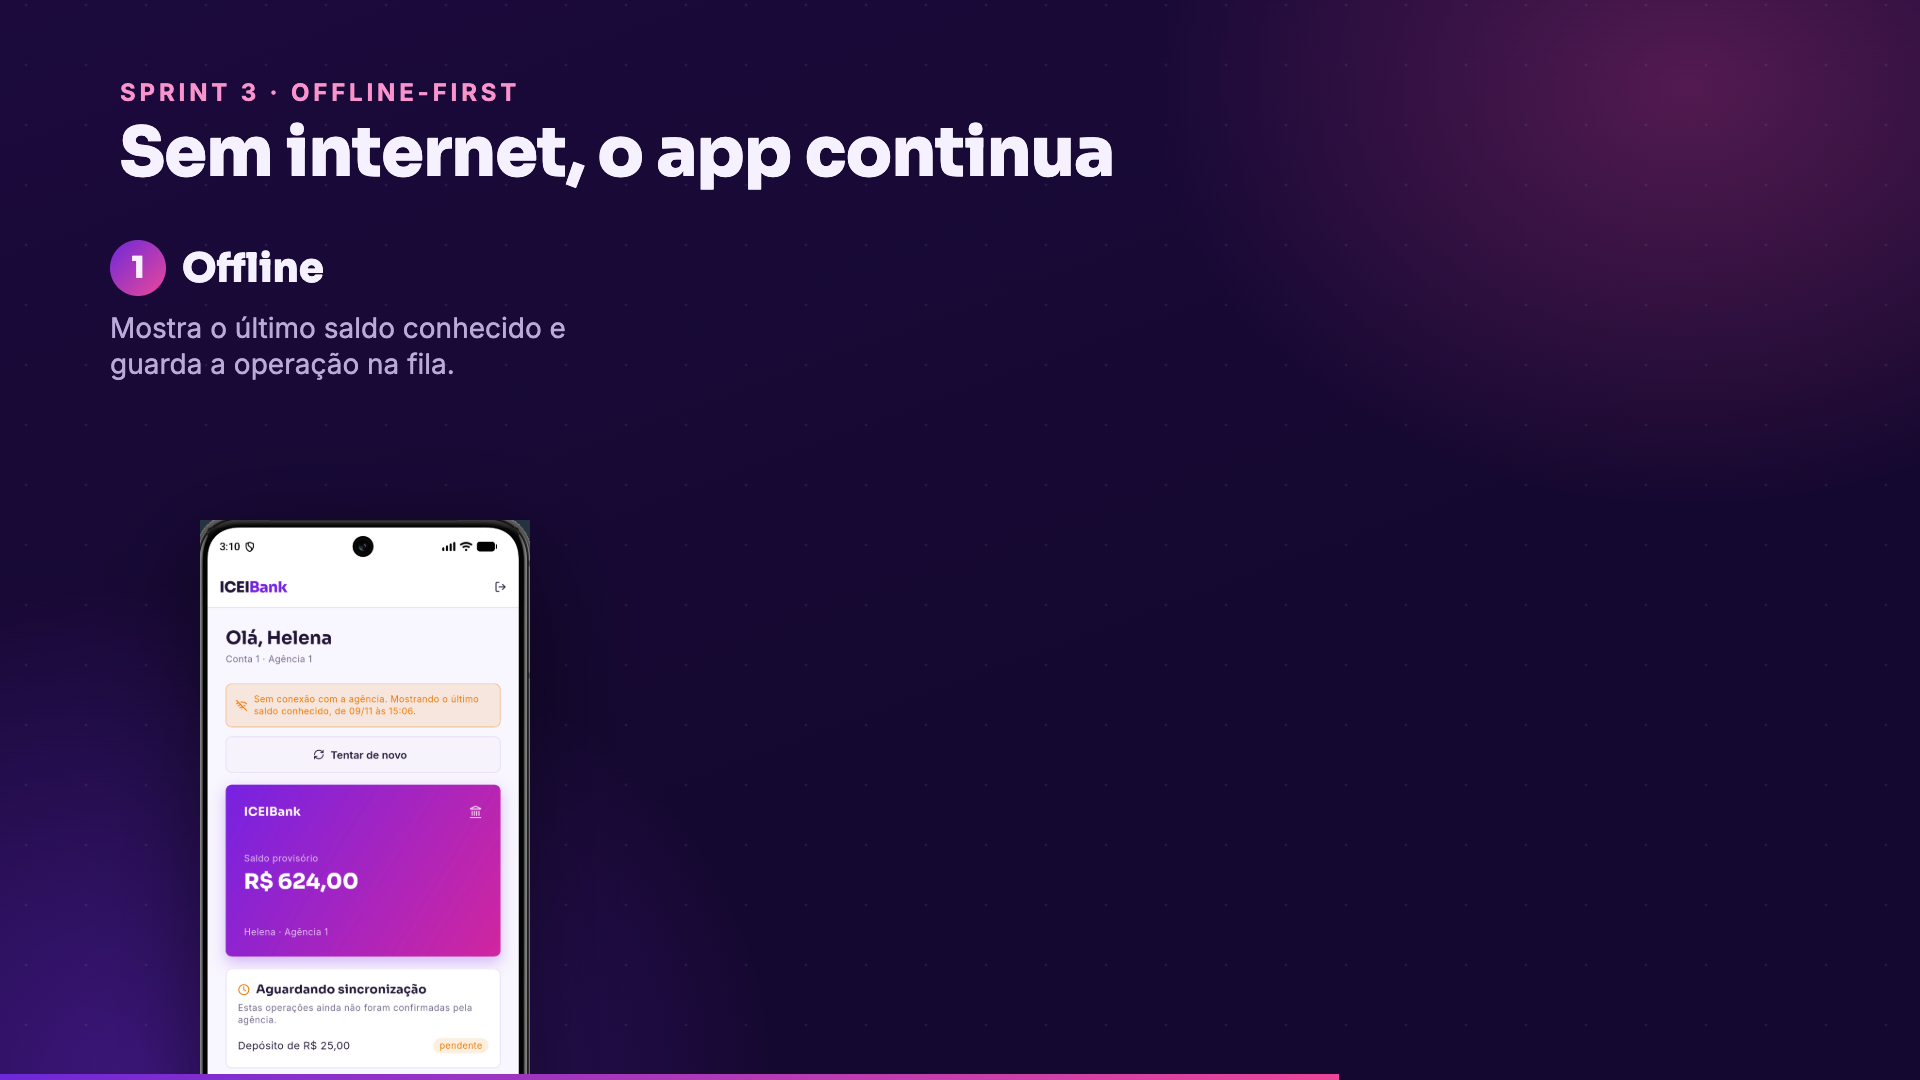 SPRINT 3 · OFFLINE-FIRST
Sem internet, o app continua
1 Offline
Mostra o último saldo conhecido e
guarda a operação na fila.
3:10
ICEIBank
Olá, Helena
Conta 1 · Agência 1
Sem conexão com a agência. Mostrando o último
saldo conhecido, de 09/11 às 15:06.
Tentar de novo
ICEIBank
Saldo provisório
R$ 624,00
Helena · Agência 1
Aguardando sincronização
Estas operações ainda não foram confirmadas pela
agência.
Depósito de R$ 25,00 pendente